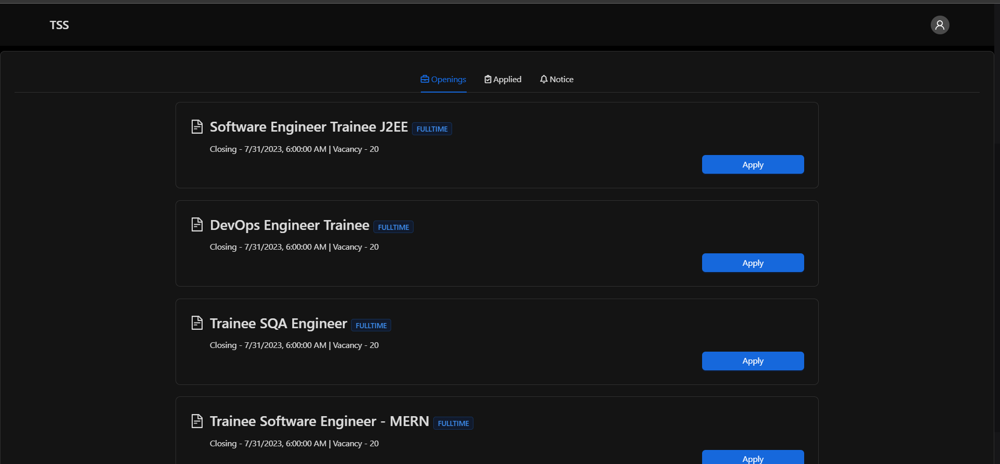 TSS
Openings Applied Notice
Software Engineer Trainee J2EE FULLTIME
Closing - 7/31/2023, 6:00:00 AM | Vacancy - 20
Apply
DevOps Engineer Trainee FULLTIME
Closing - 7/31/2023, 6:00:00 AM | Vacancy - 20
Apply
Trainee SQA Engineer FULLTIME
Closing - 7/31/2023, 6:00:00 AM | Vacancy - 20
Apply
Trainee Software Engineer - MERN FULLTIME
Closing - 7/31/2023, 6:00:00 AM | Vacancy - 20
Apply